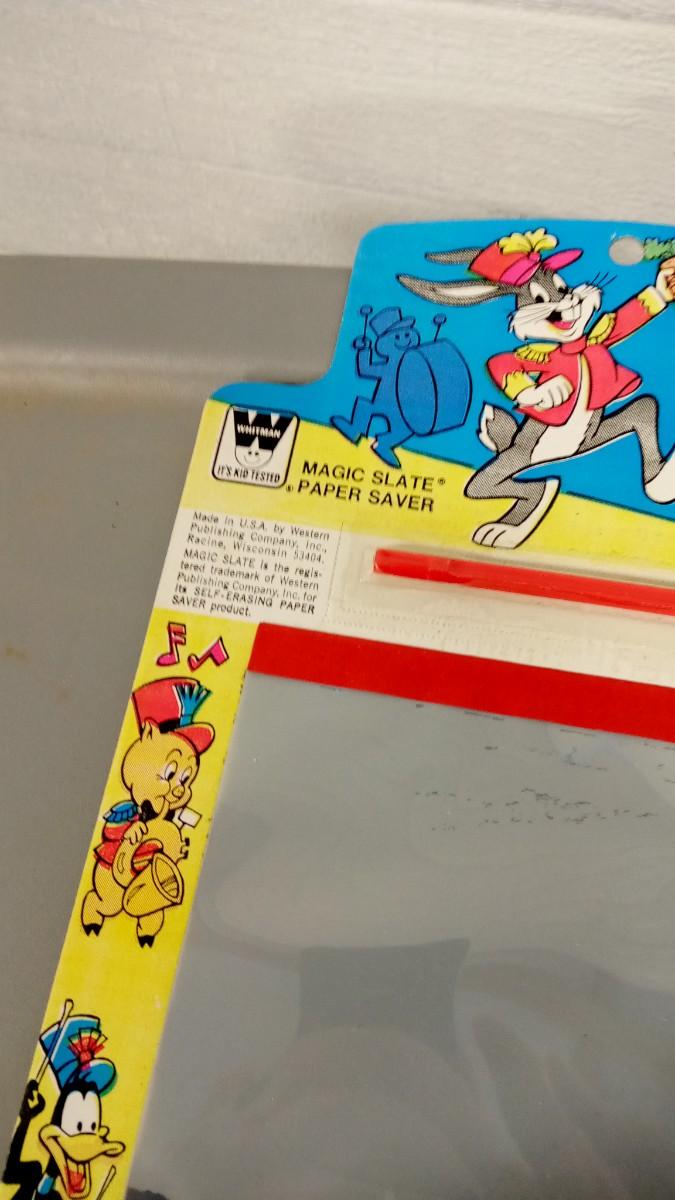 WHITMAN
IT'S KID TESTED ®
MAGIC SLATE®
PAPER SAVER
Made in U.S.A. by Western
Publishing Company, Inc.,
Racine, Wisconsin 53404.
MAGIC SLATE is the regis-
tered trademark of Western
Publishing Company, Inc. for
its SELF-ERASING PAPER
SAVER product.